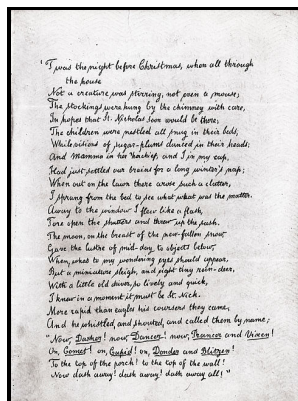 'Twas the night before Christmas, when all through
the house
Not a creature was stirring, not even a mouse;
The stockings were hung by the chimney with care,
In hopes that St. Nicholas soon would be there;
The children were nestled all snug in their beds,
While visions of sugar-plums danced in their heads;
And Mamma in her 'kerchief, and I in my cap,
Had just settled our brains for a long winter's nap;
When out on the lawn there arose such a clatter,
I sprang from the bed to see what was the matter.
Away to the window I flew like a flash,
Tore open the shutters and threw up the sash.
The moon, on the breast of the new-fallen snow,
Gave the lustre of mid-day to objects below,
When, what to my wondering eyes should appear,
But a miniature sleigh, and eight tiny rein-deer,
With a little old driver, so lively and quick,
I knew in a moment it must be St. Nick.
More rapid than eagles his coursers they came,
And he whistled, and shouted, and called them by name;
"Now, Dasher! now, Dancer! now, Prancer and Vixen!
On, Comet! on, Cupid! on, Donder and Blitzen!
To the top of the porch! to the top of the wall!
Now dash away! dash away! dash away all!"